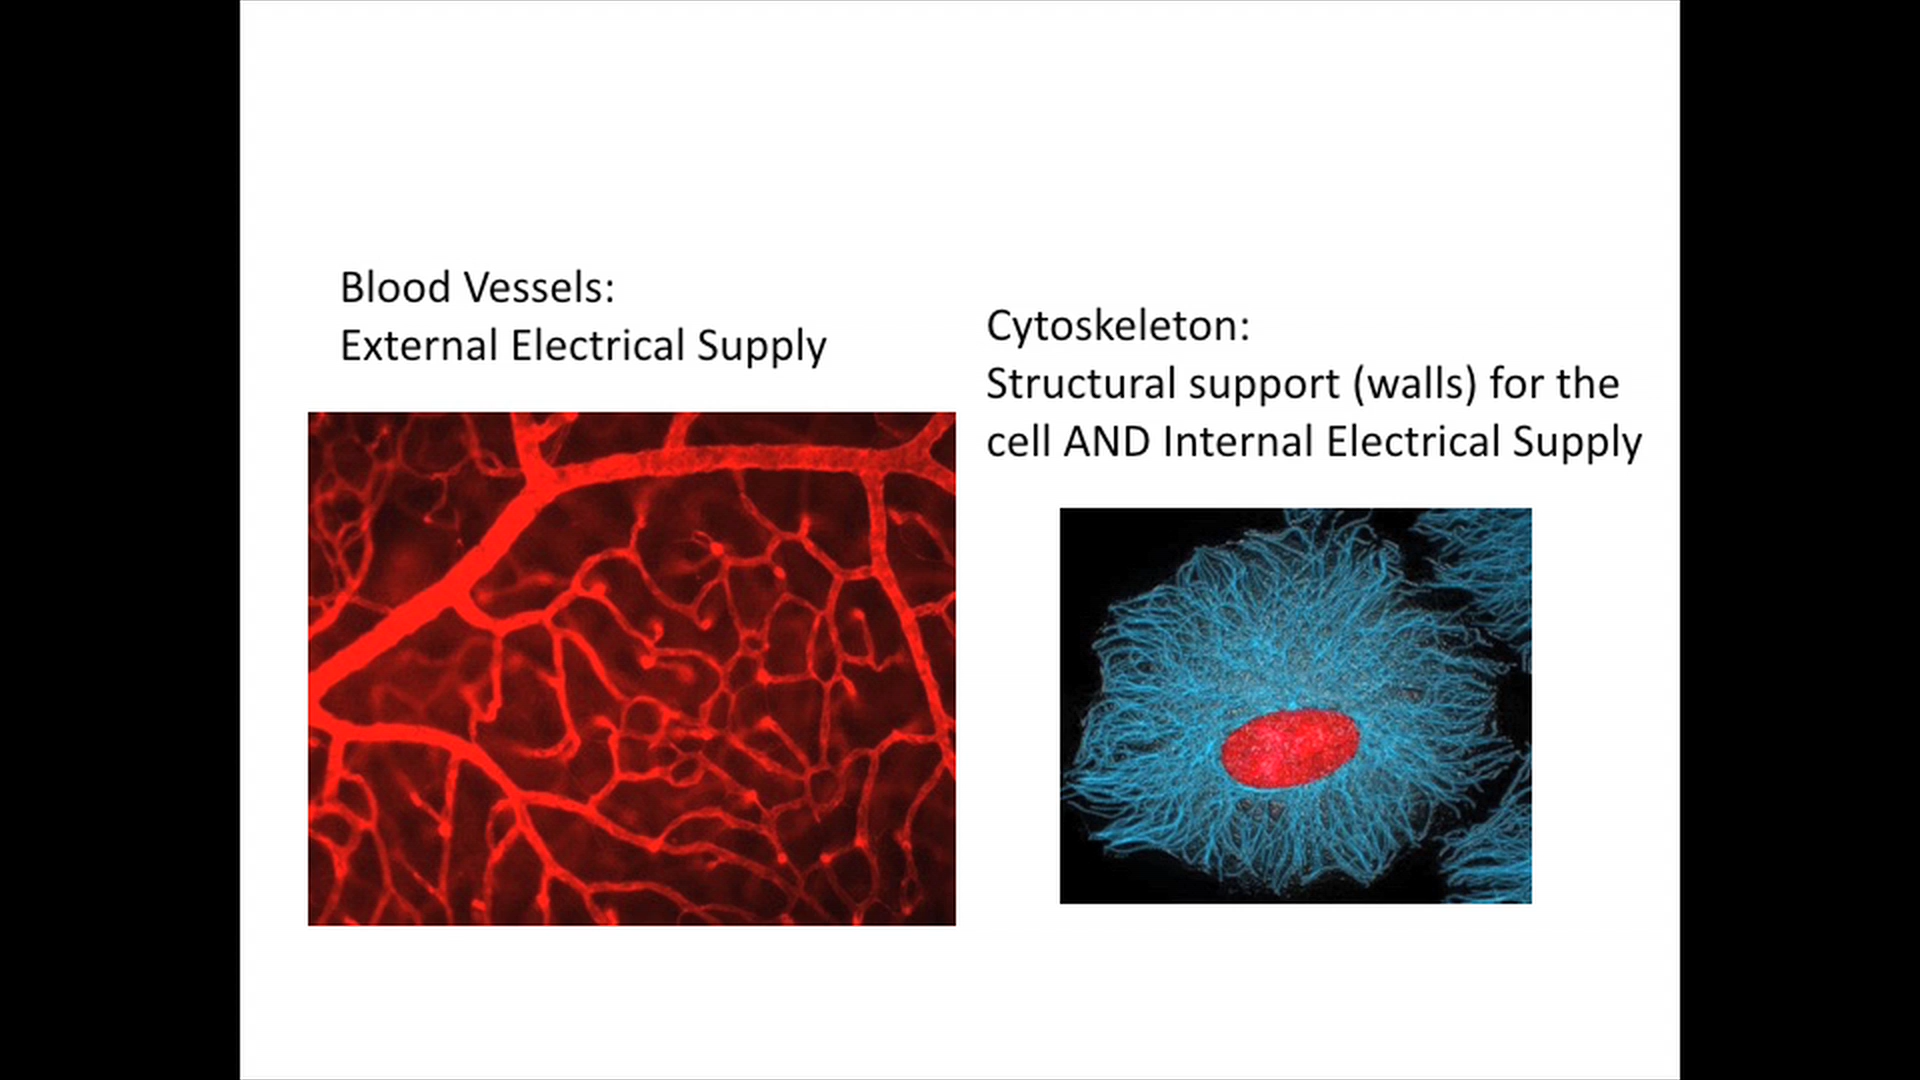 Blood Vessels:
External Electrical Supply
Cytoskeleton:
Structural support (walls) for the
cell AND Internal Electrical Supply